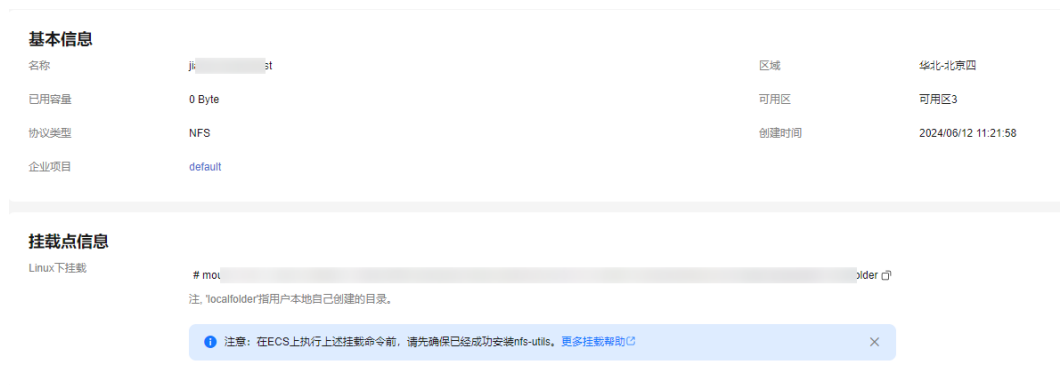 基本信息
名称 区域 华北-北京四
已用容量 0 Byte 可用区 可用区3
协议类型 NFS 创建时间 2024/06/12 11:21:58
企业项目 default
挂载点信息
Linux下挂载
#
注, 'localfolder'指用户本地自己创建的目录。
注意：在ECS上执行上述挂载命令前，请先确保已经成功安装nfs-utils。更多挂载帮助